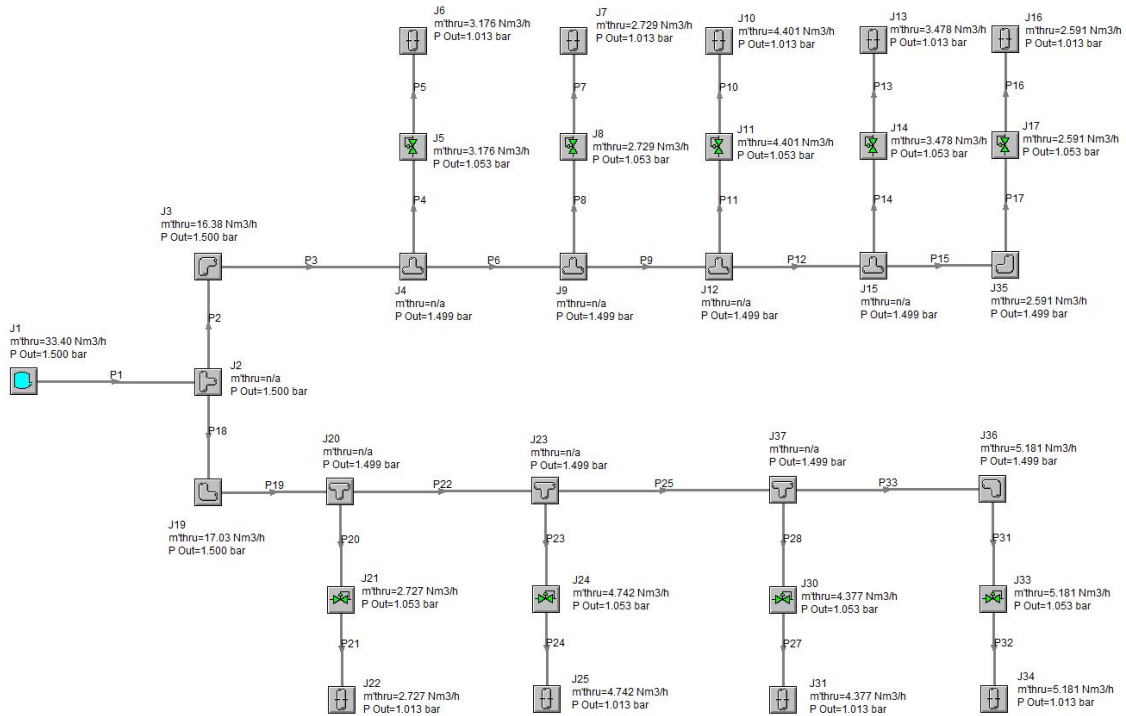 J6
m'thru=3.176 Nm3/h
P Out=1.013 bar
J7
m'thru=2.729 Nm3/h
P Out=1.013 bar
J10
m'thru=4.401 Nm3/h
P Out=1.013 bar
J13
m'thru=3.478 Nm3/h
P Out=1.013 bar
J16
m'thru=2.591 Nm3/h
P Out=1.013 bar
P5
P7
P10
P13
P16
J5
m'thru=3.176 Nm3/h
P Out=1.053 bar
J8
m'thru=2.729 Nm3/h
P Out=1.053 bar
J11
m'thru=4.401 Nm3/h
P Out=1.053 bar
J14
m'thru=3.478 Nm3/h
P Out=1.053 bar
J17
m'thru=2.591 Nm3/h
P Out=1.053 bar
P4
P8
P11
P14
P17
J3
m'thru=16.38 Nm3/h
P Out=1.500 bar
P3
P6
P9
P12
P15
J4
m'thru=n/a
P Out=1.499 bar
J9
m'thru=n/a
P Out=1.499 bar
J12
m'thru=n/a
P Out=1.499 bar
J15
m'thru=n/a
P Out=1.499 bar
J35
m'thru=2.591 Nm3/h
P Out=1.499 bar
P2
J1
m'thru=33.40 Nm3/h
P Out=1.500 bar
P1
J2
m'thru=n/a
P Out=1.500 bar
P18
J20
m'thru=n/a
P Out=1.499 bar
J23
m'thru=n/a
P Out=1.499 bar
J37
m'thru=n/a
P Out=1.499 bar
J36
m'thru=5.181 Nm3/h
P Out=1.499 bar
P19
P22
P25
P33
J19
m'thru=17.03 Nm3/h
P Out=1.500 bar
P20
P23
P28
P31
J21
m'thru=2.727 Nm3/h
P Out=1.053 bar
J24
m'thru=4.742 Nm3/h
P Out=1.053 bar
J30
m'thru=4.377 Nm3/h
P Out=1.053 bar
J33
m'thru=5.181 Nm3/h
P Out=1.053 bar
P21
P24
P27
P32
J22
m'thru=2.727 Nm3/h
P Out=1.013 bar
J25
m'thru=4.742 Nm3/h
P Out=1.013 bar
J31
m'thru=4.377 Nm3/h
P Out=1.013 bar
J34
m'thru=5.181 Nm3/h
P Out=1.013 bar